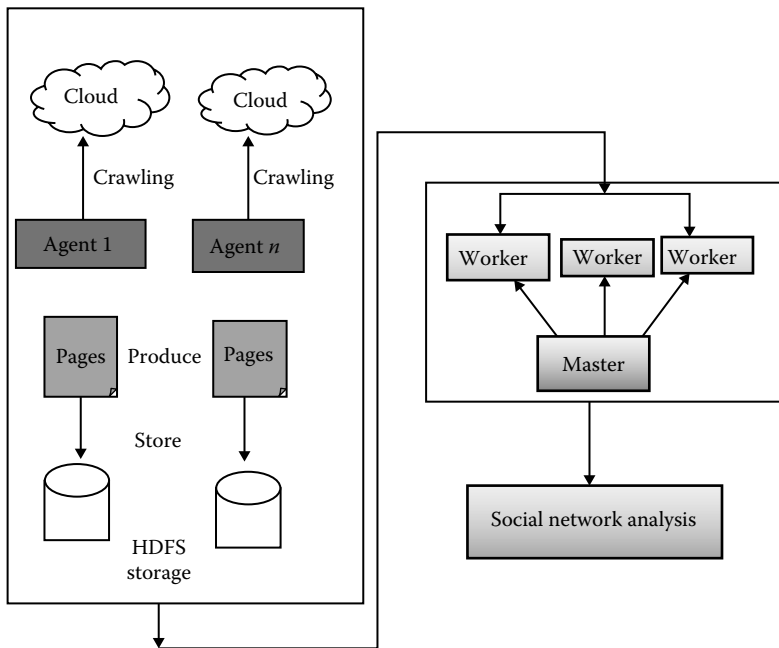 Cloud
Cloud
Crawling
Crawling
Agent 1
Agent n
Pages
Produce
Pages
Store
HDFS
storage
Worker
Worker
Worker
Master
Social network analysis